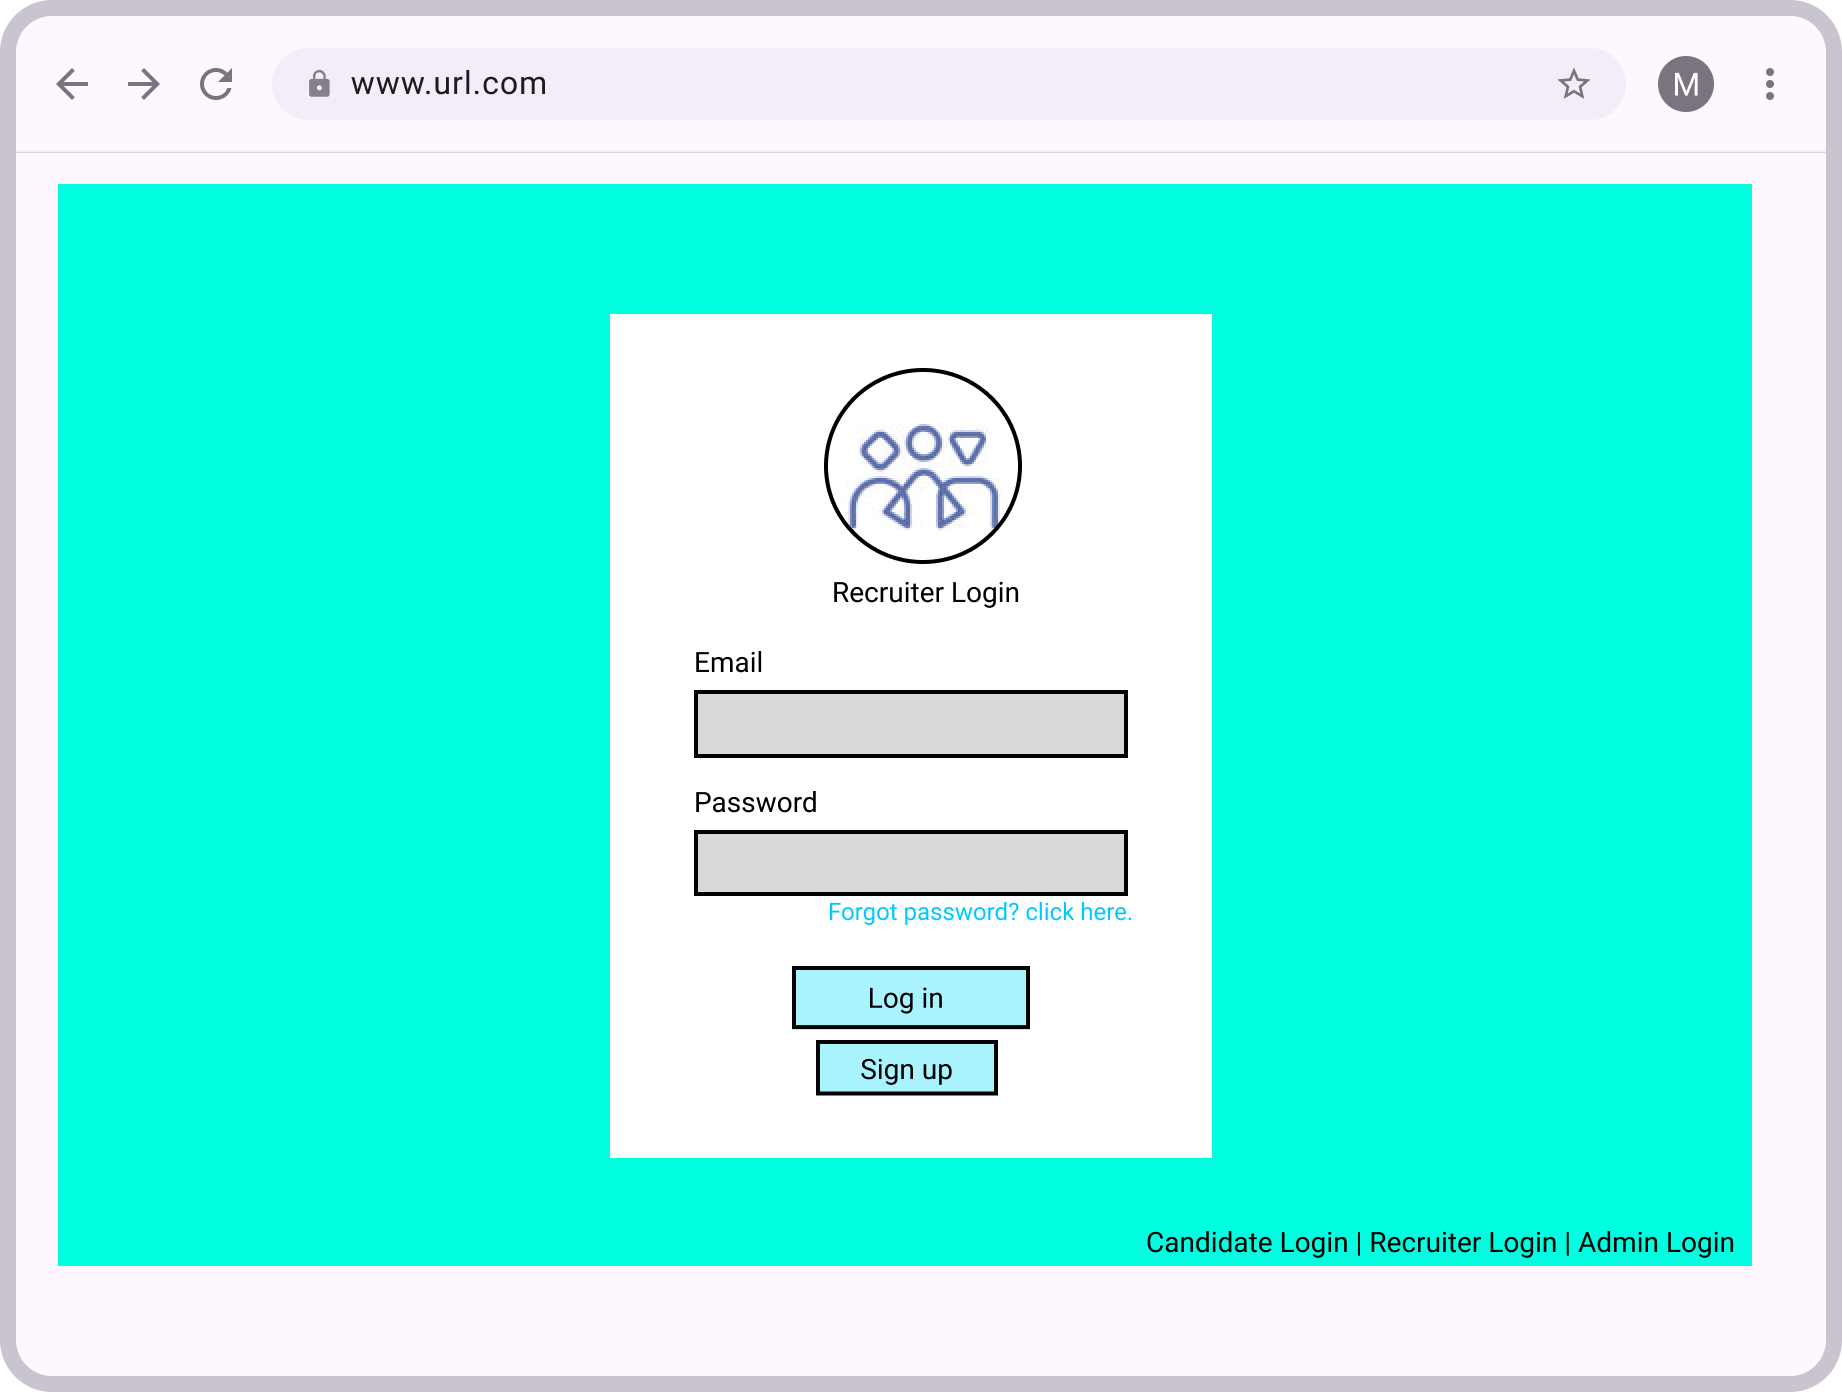 www.url.com
M
Recruiter Login
Email
Password
Forgot password? click here.
Log in
Sign up
Candidate Login | Recruiter Login | Admin Login